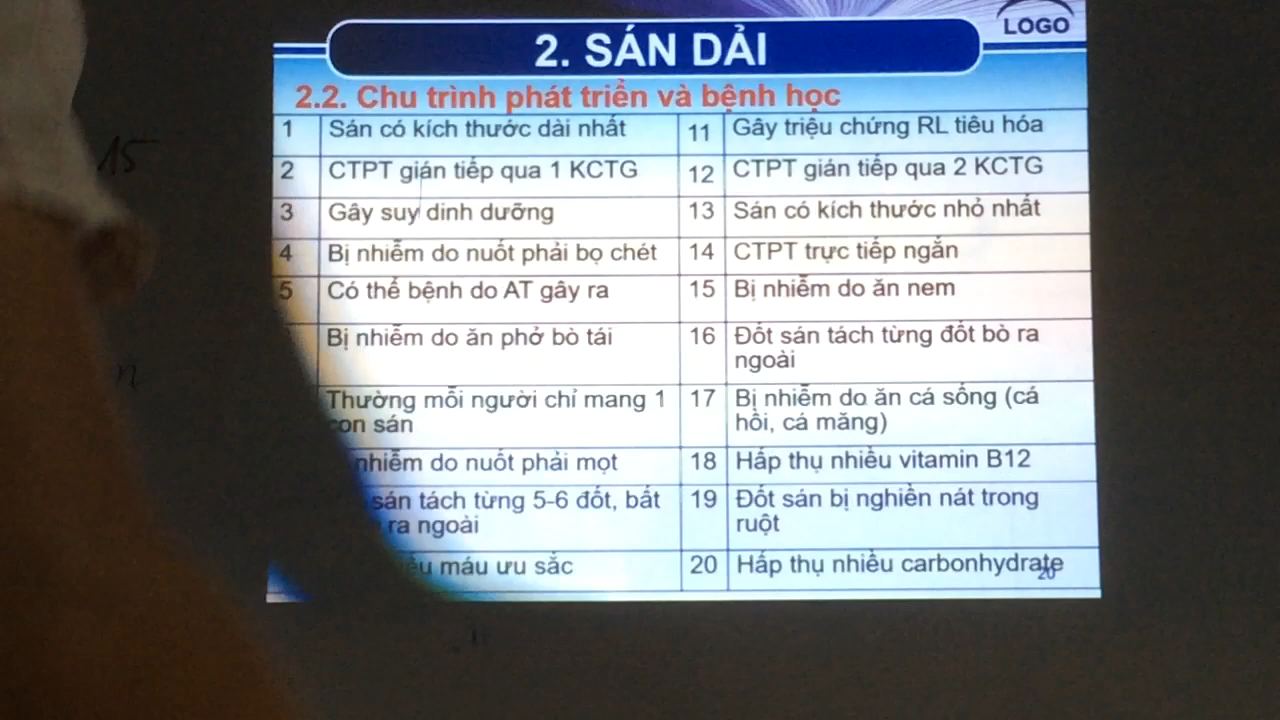 LOGO
2. SÁN DẢI
2.2. Chu trình phát triển và bệnh học
1 Sán có kích thước dài nhất 11 Gây triệu chứng RL tiêu hóa
2 CTPT gián tiếp qua 1 KCTG 12 CTPT gián tiếp qua 2 KCTG
3 Gây suy dinh dưỡng 13 Sán có kích thước nhỏ nhất
4 Bị nhiễm do nuốt phải bọ chét 14 CTPT trực tiếp ngắn
5 Có thể bệnh do AT gây ra 15 Bị nhiễm do ăn nem
Bị nhiễm do ăn phở bò tái 16 Đốt sán tách từng đốt bò ra
ngoài
Thường mỗi người chỉ mang 1 17 Bị nhiễm do ăn cá sống (cá
con sán hồi, cá măng)
nhiễm do nuốt phải mọt 18 Hấp thụ nhiều vitamin B12
sán tách từng 5-6 đốt, bắt 19 Đốt sán bị nghiền nát trong
ra ngoài ruột
máu ưu sắc 20 Hấp thụ nhiều carbonhydrate
20
15